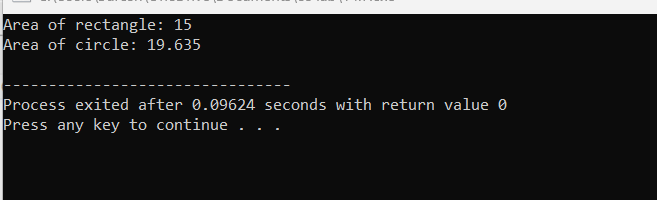 Area of rectangle: 15
Area of circle: 19.635
--------------------------------
Process exited after 0.09624 seconds with return value 0
Press any key to continue . . .